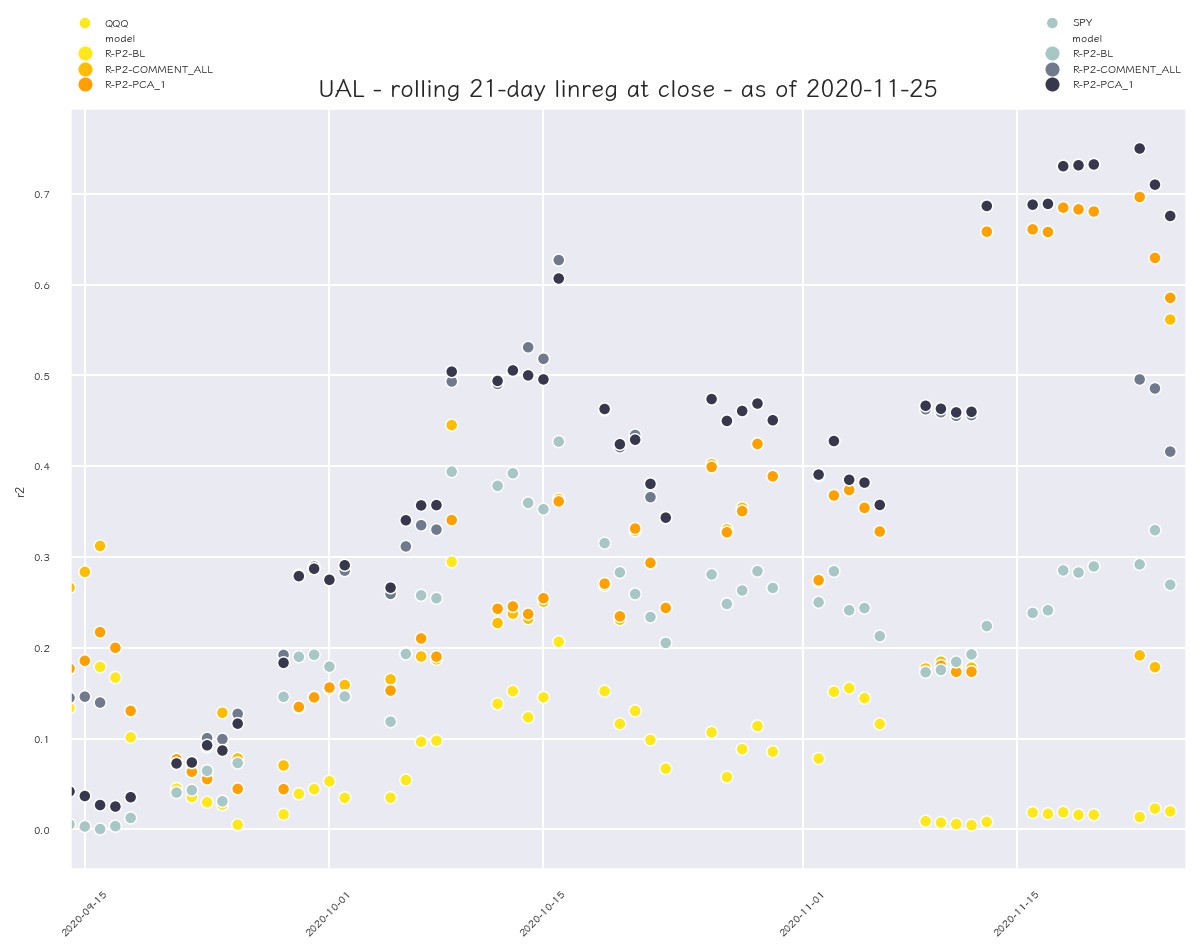 QQQ
model
R-P2-BL
R-P2-COMMENT_ALL
R-P2-PCA_1
SPY
model
R-P2-BL
R-P2-COMMENT_ALL
R-P2-PCA_1
UAL - rolling 21-day linreg at close - as of 2020-11-25
0.7
0.6
0.5
0.4
0.3
0.2
0.1
0.0
r2
2020-09-15
2020-10-01
2020-10-15
2020-11-01
2020-11-15